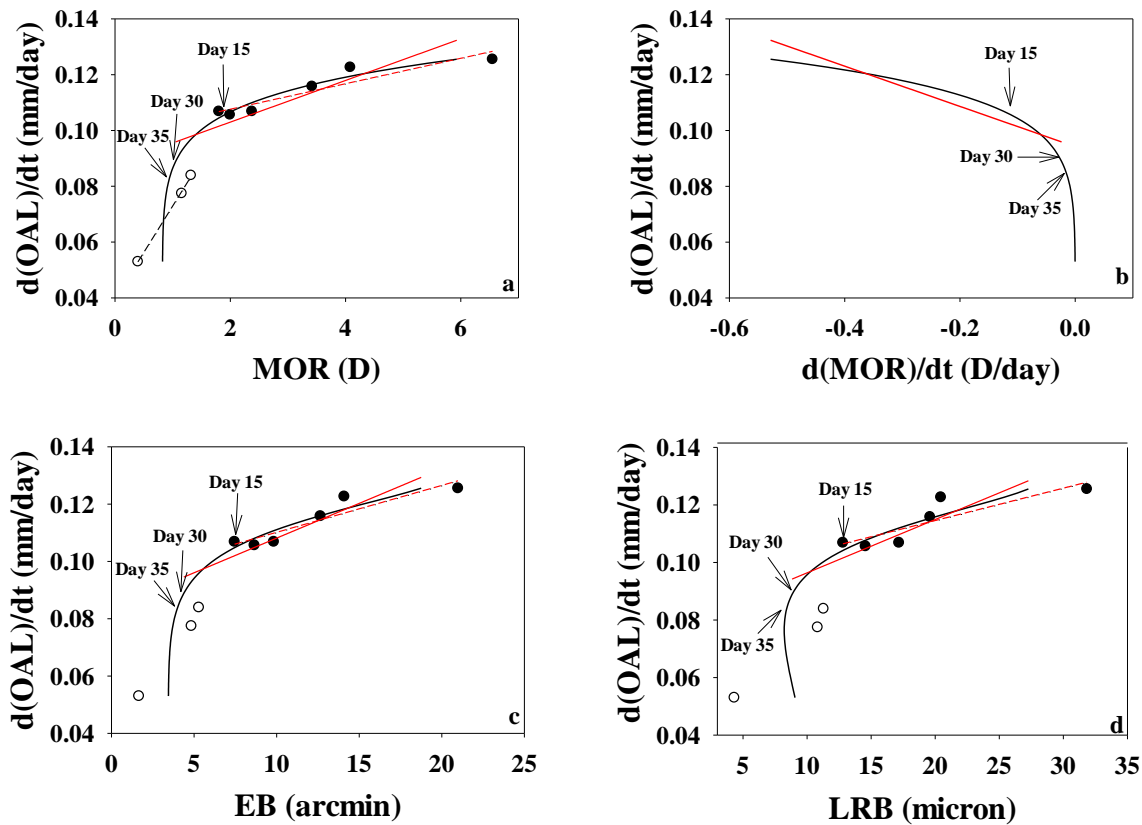 0.14
0.12
0.10
0.08
0.06
0.04
d(OAL)/dt (mm/day)
Day 15
Day 30
Day 35
a
0 2 4 6
MOR (D)
0.14
0.12
0.10
0.08
0.06
0.04
d(OAL)/dt (mm/day)
Day 15
Day 30
Day 35
b
-0.6 -0.4 -0.2 0.0
d(MOR)/dt (D/day)
0.14
0.12
0.10
0.08
0.06
0.04
d(OAL)/dt (mm/day)
Day 15
Day 30
Day 35
c
0 5 10 15 20 25
EB (arcmin)
0.14
0.12
0.10
0.08
0.06
0.04
d(OAL)/dt (mm/day)
Day 15
Day 30
Day 35
d
5 10 15 20 25 30 35
LRB (micron)